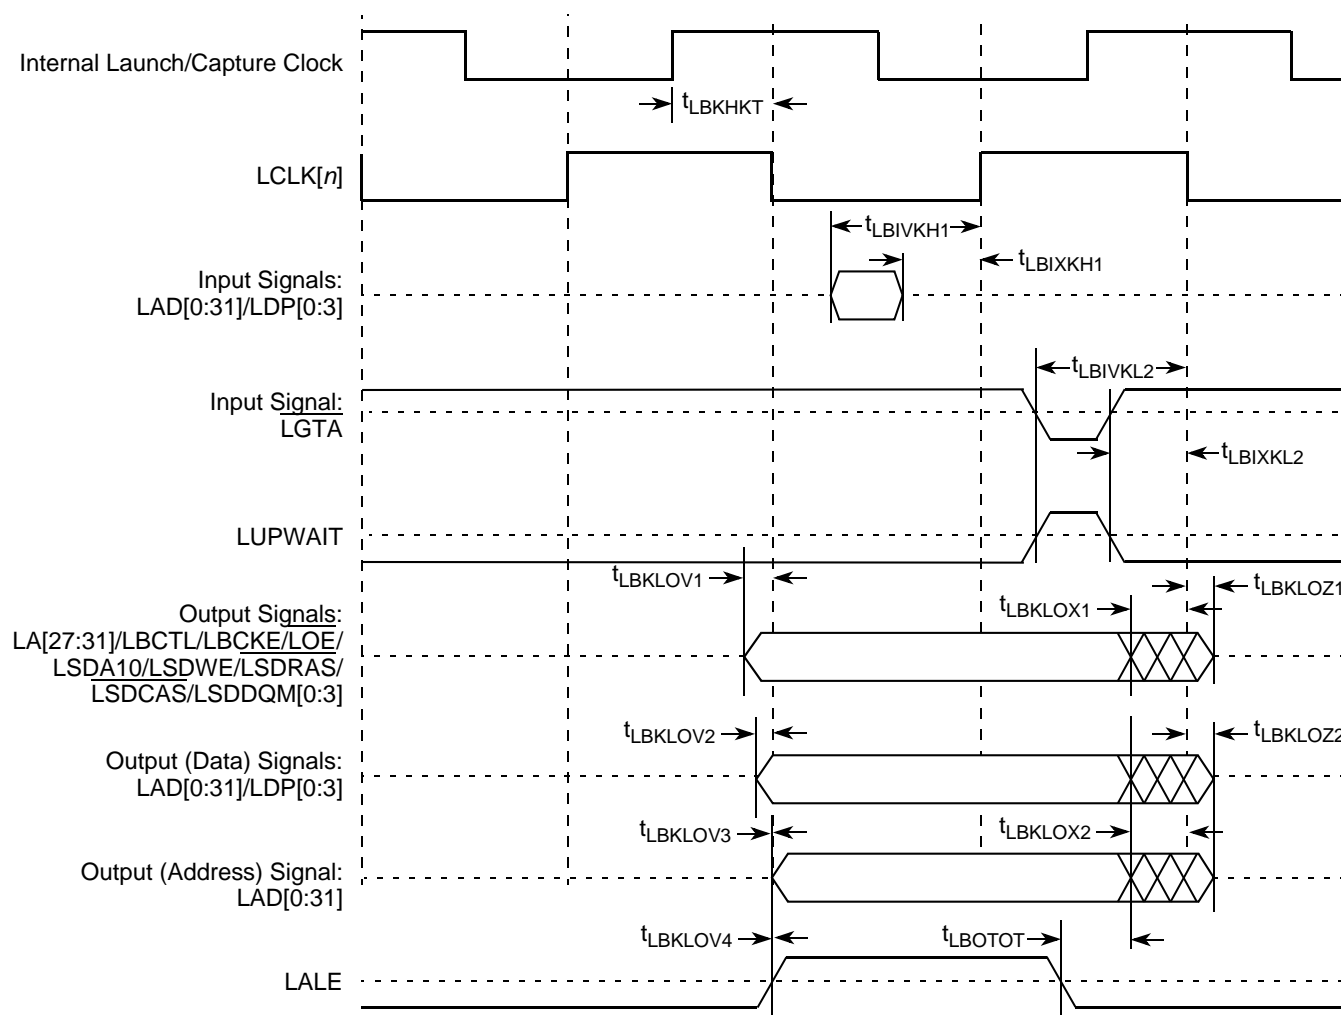 Internal Launch/Capture Clock
tLBKHKT
LCLK[n]
tLBIVKH1
tLBIXKH1
Input Signals:
LAD[0:31]/LDP[0:3]
tLBIVKL2
Input Signal:
LGTA
tLBIXKL2
LUPWAIT
tLBKLOV1
tLBKLOZ1
tLBKLOX1
Output Signals:
LA[27:31]/LBCTL/LBCKE/LOE/
LSDA10/LSDWE/LSDRAS/
LSDCAS/LSDDQM[0:3]
tLBKLOV2
tLBKLOZ2
Output (Data) Signals:
LAD[0:31]/LDP[0:3]
tLBKLOV3
tLBKLOX2
Output (Address) Signal:
LAD[0:31]
tLBKLOV4
tLBOTOT
LALE